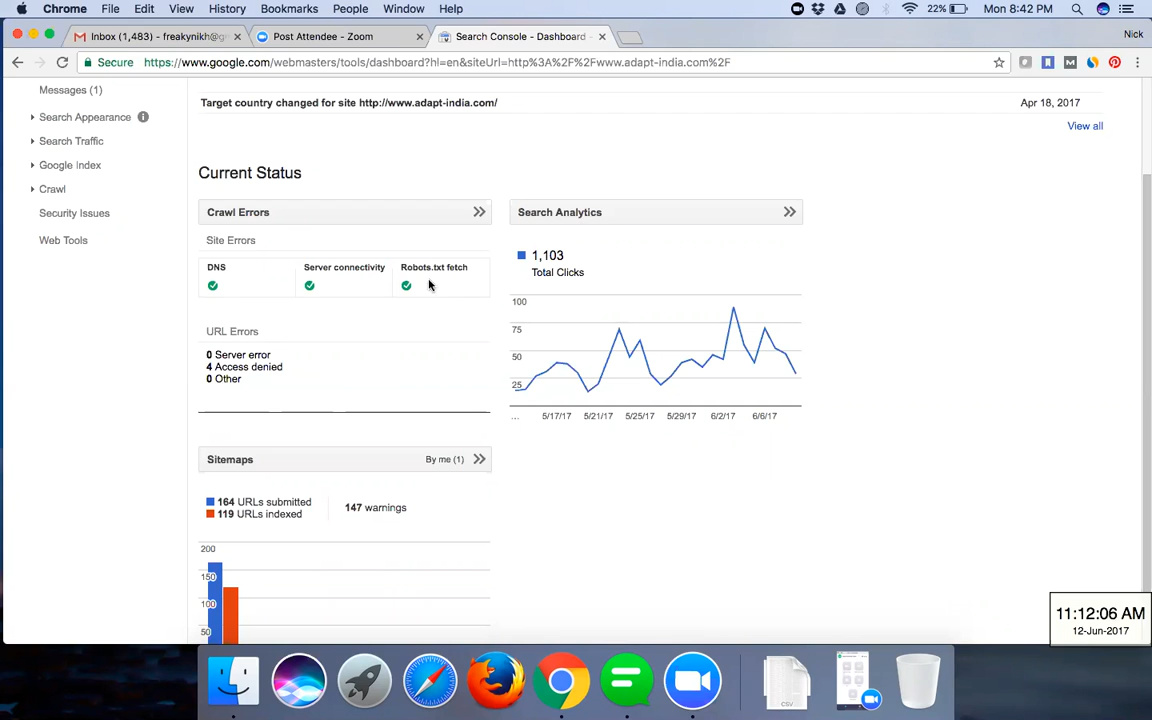 Chrome File Edit View History Bookmarks People Window Help 22% Mon 8:42 PM
Inbox (1,483) - freakynikh@g
Post Attendee - Zoom
Search Console - Dashboard -
Nick
Secure https://www.google.com/webmasters/tools/dashboard?hl=en&siteUrl=http%3A%2F%2Fwww.adapt-india.com%2F
Messages (1)
Search Appearance
Search Traffic
Google Index
Crawl
Security Issues
Web Tools
Target country changed for site http://www.adapt-india.com/ Apr 18, 2017
View all
Current Status
Crawl Errors
Site Errors
DNS Server connectivity Robots.txt fetch
URL Errors
0 Server error
4 Access denied
0 Other
Search Analytics
1,103
Total Clicks
100
75
50
25
... 5/17/17 5/21/17 5/25/17 5/29/17 6/2/17 6/6/17
Sitemaps By me (1)
164 URLs submitted
119 URLs indexed
147 warnings
200
150
100
50
11:12:06 AM
12-Jun-2017
CSV